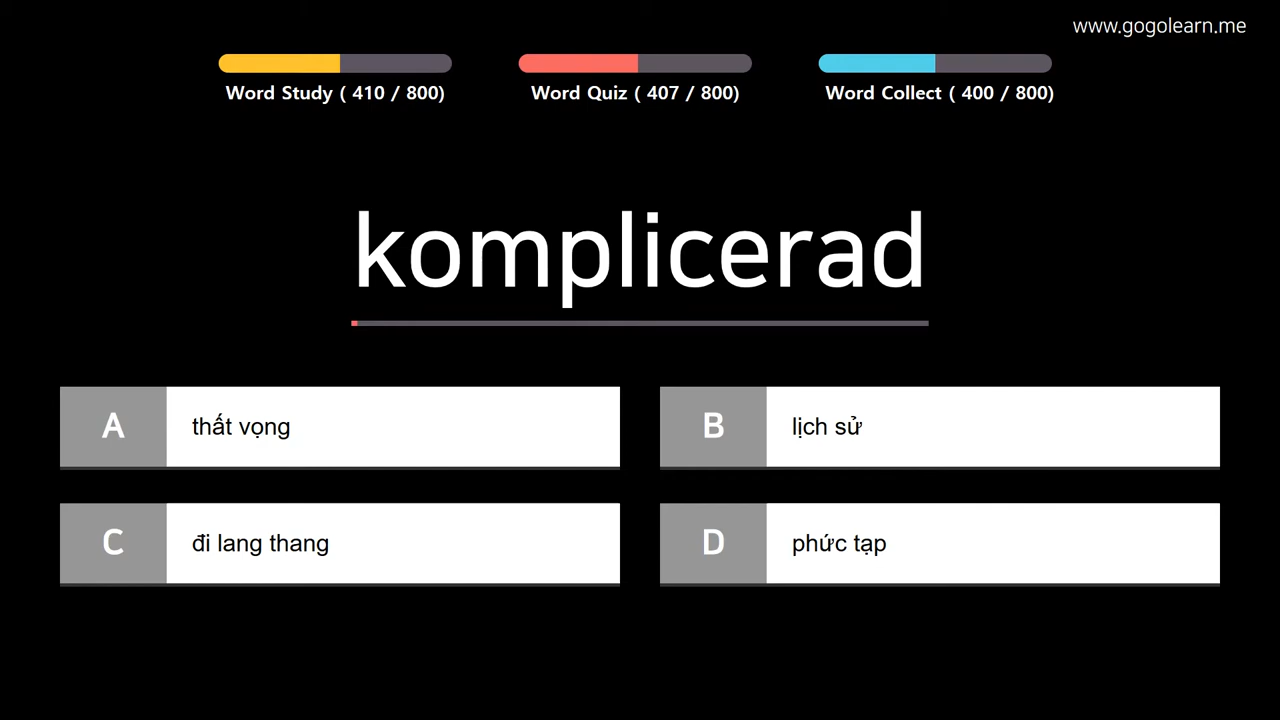 www.gogolearn.me
Word Study ( 410 / 800)
Word Quiz ( 407 / 800)
Word Collect ( 400 / 800)
komplicerad
A thất vọng
B lịch sử
C đi lang thang
D phức tạp